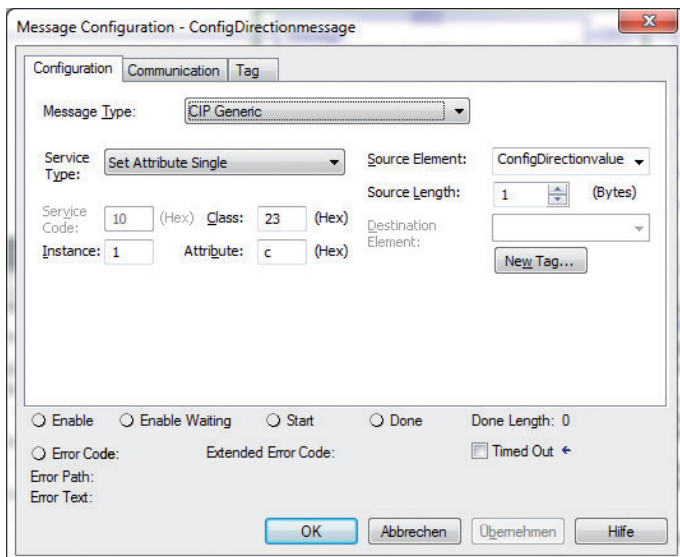 Message Configuration - ConfigDirectionmessage
X
Configuration Communication Tag
Message Type: CIP Generic
Service Type: Set Attribute Single
Source Element: ConfigDirectionvalue
Source Length: 1 (Bytes)
Service Code: 10 (Hex) Class: 23 (Hex)
Destination Element:
Instance: 1 Attribute: c (Hex)
New Tag...
Enable Enable Waiting Start Done Done Length: 0
Error Code: Extended Error Code: Timed Out
Error Path:
Error Text:
OK Abbrechen Übernehmen Hilfe